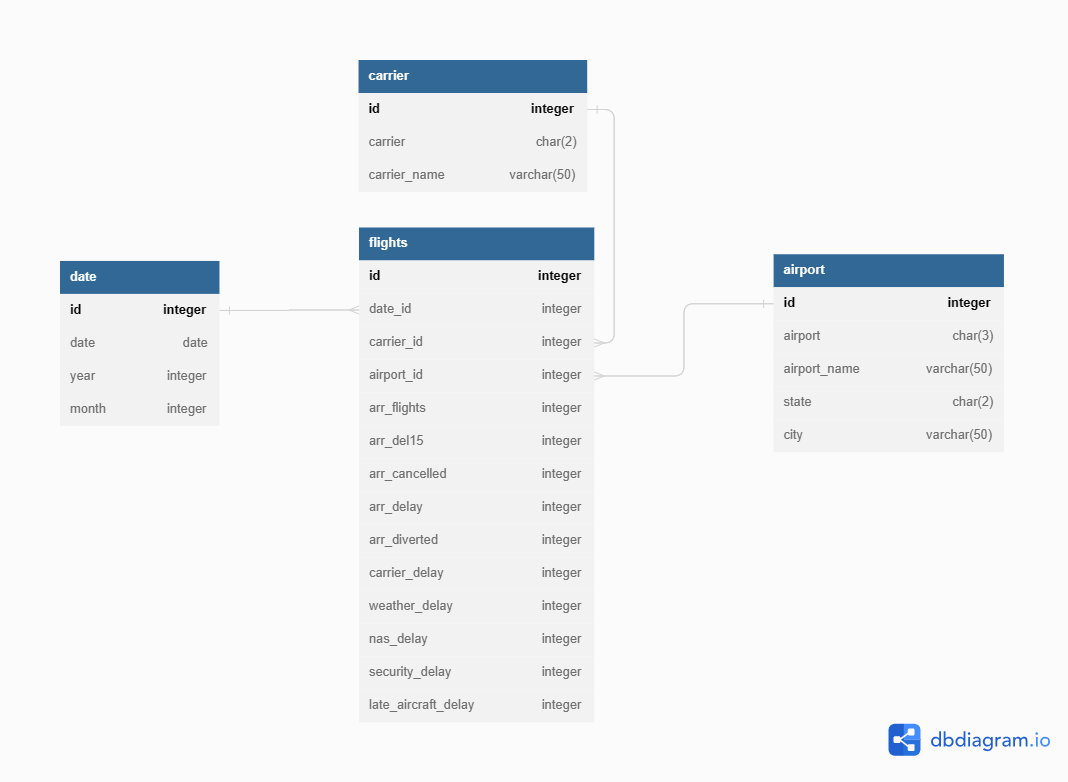 carrier
id integer
carrier char(2)
carrier_name varchar(50)
flights
id integer
date_id integer
carrier_id integer
airport_id integer
arr_flights integer
arr_del15 integer
arr_cancelled integer
arr_delay integer
arr_diverted integer
carrier_delay integer
weather_delay integer
nas_delay integer
security_delay integer
late_aircraft_delay integer
date
id integer
date date
year integer
month integer
airport
id integer
airport char(3)
airport_name varchar(50)
state char(2)
city varchar(50)
dbdiagram.io